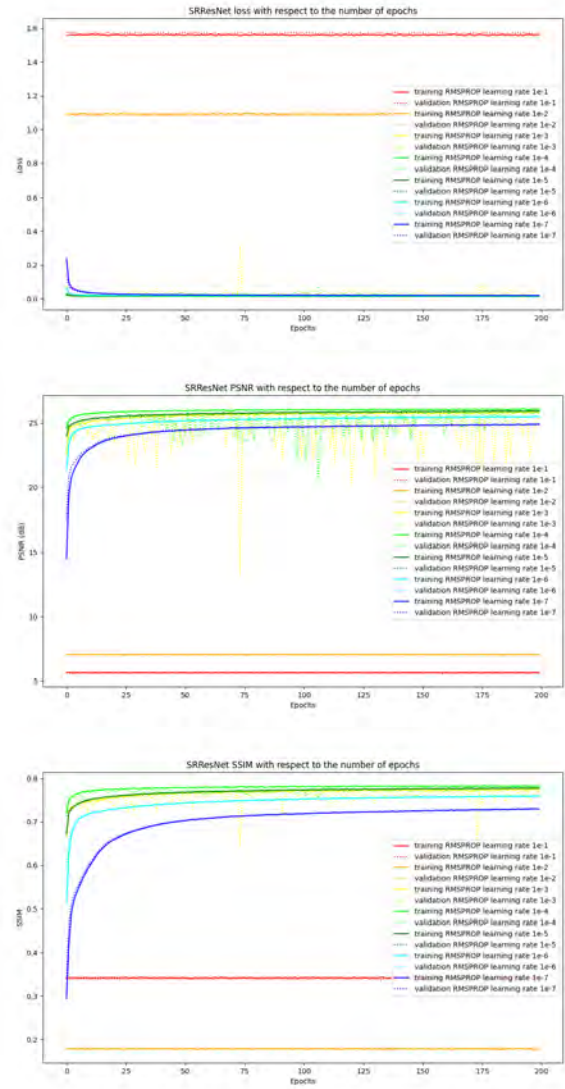 SRResNet loss with respect to the number of epochs
1.6
1.4
1.2
1.0
0.8
0.6
0.4
0.2
0.0
Loss
training RMSPROP learning rate 1e-1
validation RMSPROP learning rate 1e-1
training RMSPROP learning rate 1e-2
validation RMSPROP learning rate 1e-2
training RMSPROP learning rate 1e-3
validation RMSPROP learning rate 1e-3
training RMSPROP learning rate 1e-4
validation RMSPROP learning rate 1e-4
training RMSPROP learning rate 1e-5
validation RMSPROP learning rate 1e-5
training RMSPROP learning rate 1e-6
validation RMSPROP learning rate 1e-6
training RMSPROP learning rate 1e-7
validation RMSPROP learning rate 1e-7
0 25 50 75 100 125 150 175 200
Epochs
SRResNet PSNR with respect to the number of epochs
25
20
15
10
5
PSNR (dB)
training RMSPROP learning rate 1e-1
validation RMSPROP learning rate 1e-1
training RMSPROP learning rate 1e-2
validation RMSPROP learning rate 1e-2
training RMSPROP learning rate 1e-3
validation RMSPROP learning rate 1e-3
training RMSPROP learning rate 1e-4
validation RMSPROP learning rate 1e-4
training RMSPROP learning rate 1e-5
validation RMSPROP learning rate 1e-5
training RMSPROP learning rate 1e-6
validation RMSPROP learning rate 1e-6
training RMSPROP learning rate 1e-7
validation RMSPROP learning rate 1e-7
0 25 50 75 100 125 150 175 200
Epochs
SRResNet SSIM with respect to the number of epochs
0.8
0.7
0.6
0.5
0.4
0.3
0.2
SSIM
training RMSPROP learning rate 1e-1
validation RMSPROP learning rate 1e-1
training RMSPROP learning rate 1e-2
validation RMSPROP learning rate 1e-2
training RMSPROP learning rate 1e-3
validation RMSPROP learning rate 1e-3
training RMSPROP learning rate 1e-4
validation RMSPROP learning rate 1e-4
training RMSPROP learning rate 1e-5
validation RMSPROP learning rate 1e-5
training RMSPROP learning rate 1e-6
validation RMSPROP learning rate 1e-6
training RMSPROP learning rate 1e-7
validation RMSPROP learning rate 1e-7
0 25 50 75 100 125 150 175 200
Epochs